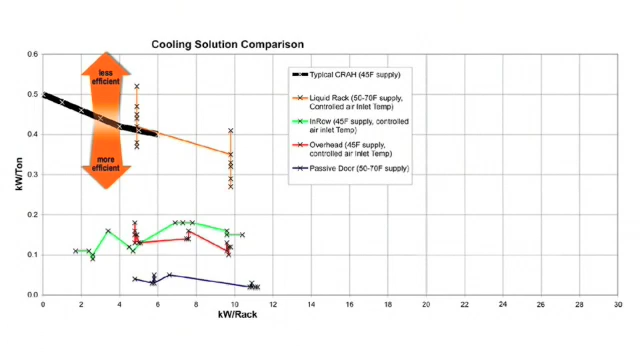 Cooling Solution Comparison
0.6
0.5
0.4
0.3
0.2
0.1
0.0
kW/Ton
less
efficient
more
efficient
Typical CRAH (45F supply)
Liquid Rack (50-70F supply,
Controlled air Inlet Temp)
InRow (45F supply, controlled
air inlet Temp)
Overhead (45F supply,
controlled air inlet Temp)
Passive Door (50-70F supply)
0 2 4 6 8 10 12 14 16 18 20 22 24 26 28 30
kW/Rack